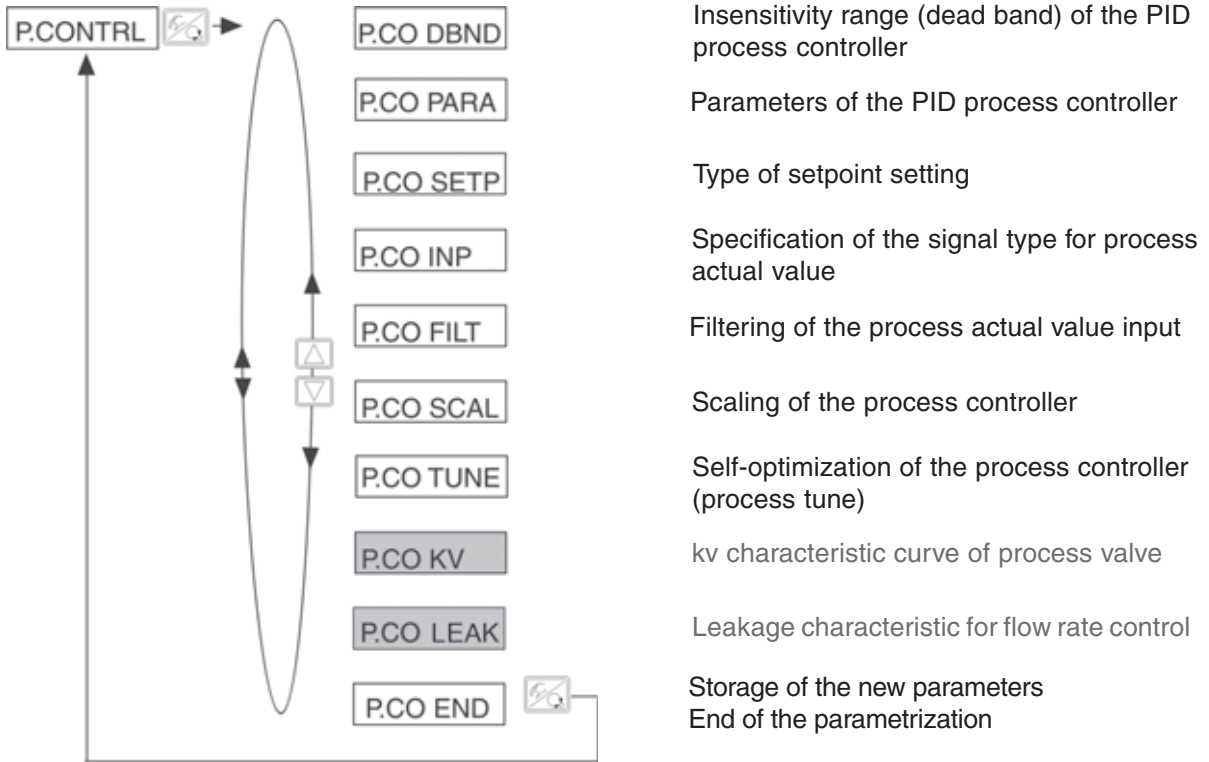 P.CONTRL
P.CO DBND
Insensitivity range (dead band) of the PID
process controller
P.CO PARA
Parameters of the PID process controller
P.CO SETP
Type of setpoint setting
P.CO INP
Specification of the signal type for process
actual value
P.CO FILT
Filtering of the process actual value input
P.CO SCAL
Scaling of the process controller
P.CO TUNE
Self-optimization of the process controller
(process tune)
P.CO KV
kv characteristic curve of process valve
P.CO LEAK
Leakage characteristic for flow rate control
P.CO END
Storage of the new parameters
End of the parametrization